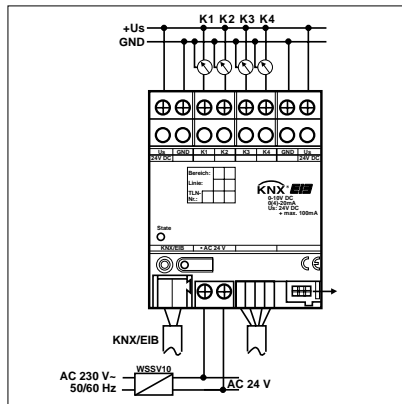 K1 K2 K3 K4
+Us
GND
Us GND K1 K2 K3 K4 GND Us
24V DC 24V DC
Bereich:
Linie:
TLN-
Nr.:
KNX® EIB
0-10V DC
0(4)-20mA
Us: 24V DC
+ max. 100mA
State
KNX/EIB • AC 24 V
CE
KNX/EIB
WSSV10
AC 230 V~
50/60 Hz
AC 24 V